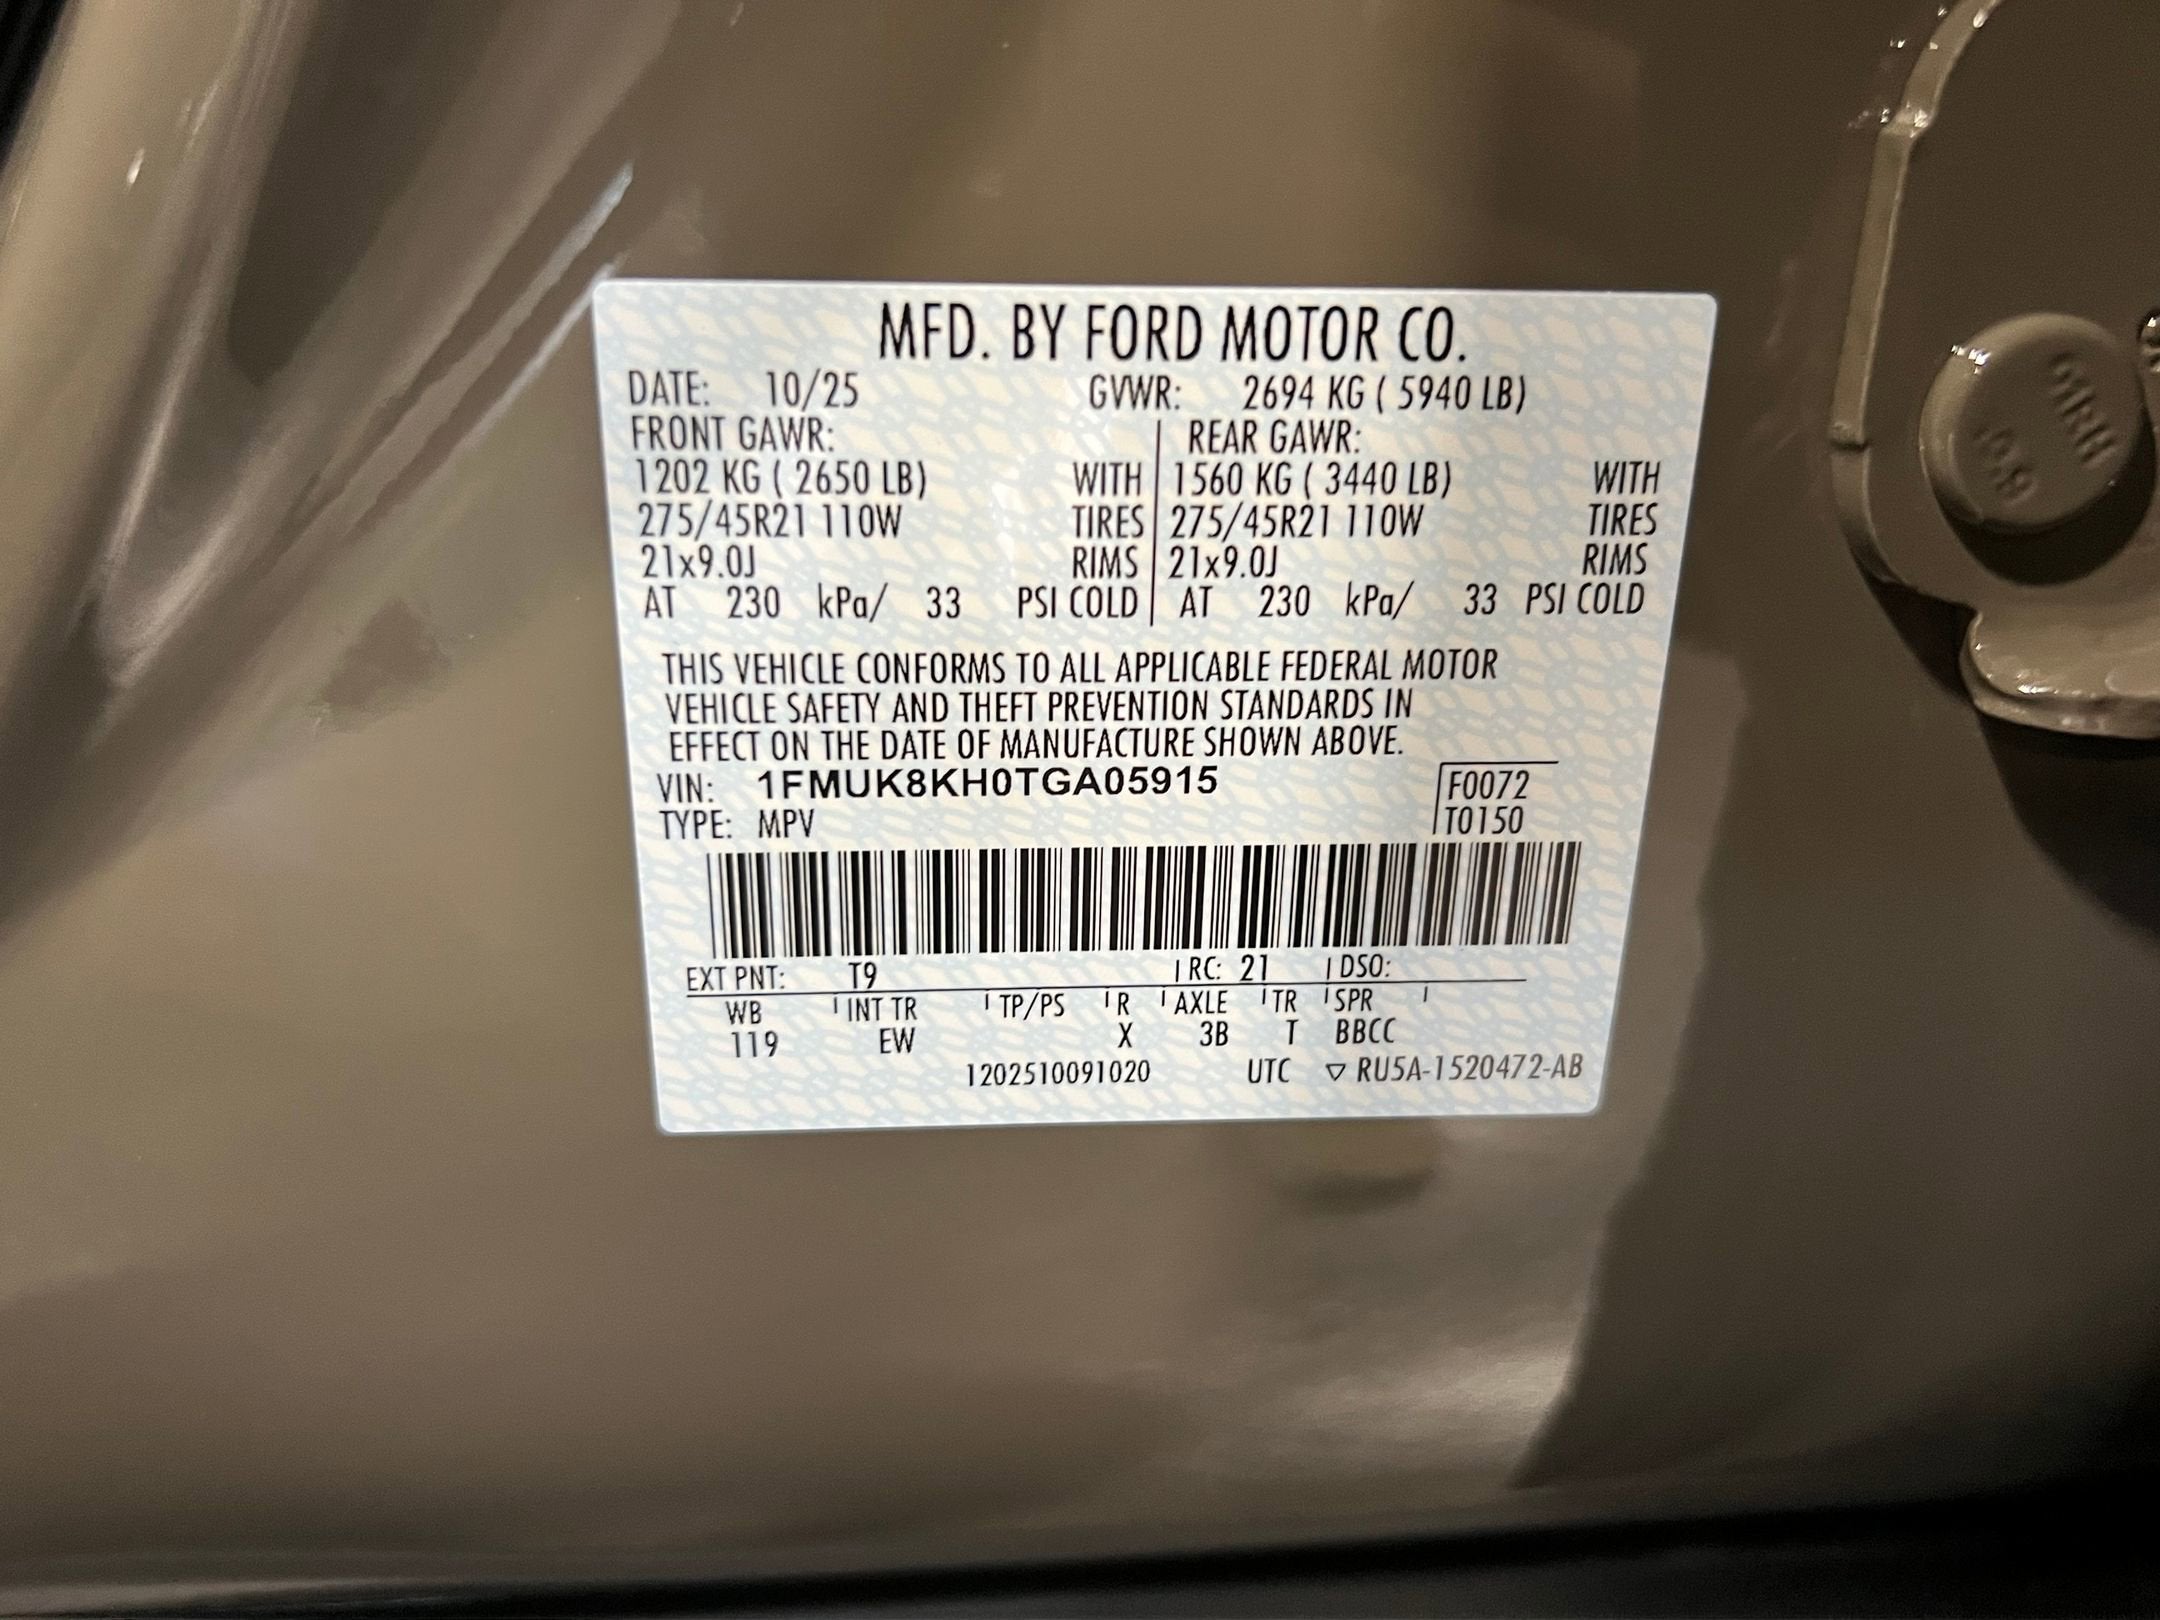 MFD. BY FORD MOTOR CO.
DATE: 10/25 GVWR: 2694 KG ( 5940 LB)
FRONT GAWR: REAR GAWR:
1202 KG ( 2650 LB) WITH 1560 KG ( 3440 LB) WITH
275/45R21 110W TIRES 275/45R21 110W TIRES
21x9.0J RIMS 21x9.0J RIMS
AT 230 kPa/ 33 PSI COLD AT 230 kPa/ 33 PSI COLD
THIS VEHICLE CONFORMS TO ALL APPLICABLE FEDERAL MOTOR
VEHICLE SAFETY AND THEFT PREVENTION STANDARDS IN
EFFECT ON THE DATE OF MANUFACTURE SHOWN ABOVE.
VIN: 1FMUK8KH0TGA05915 F0072
TYPE: MPV T0150
EXT PNT: T9 RC: 21 DSO:
WB INT TR TP/PS R AXLE TR SPR
119 EW X 3B T BBCC
1202510091020 UTC ▽ RU5A-1520472-AB